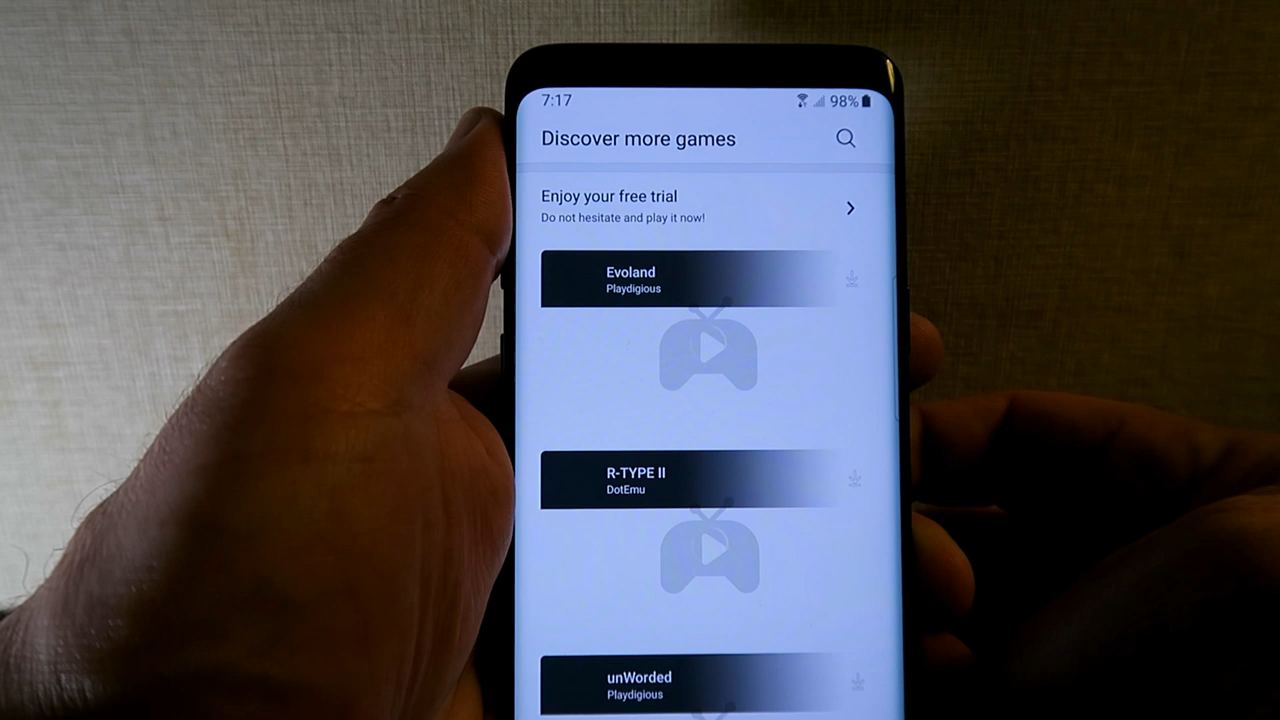 7:17 98%
Discover more games
Enjoy your free trial
Do not hesitate and play it now!
Evoland
Playdigious
R-TYPE II
DotEmu
unWorded
Playdigious